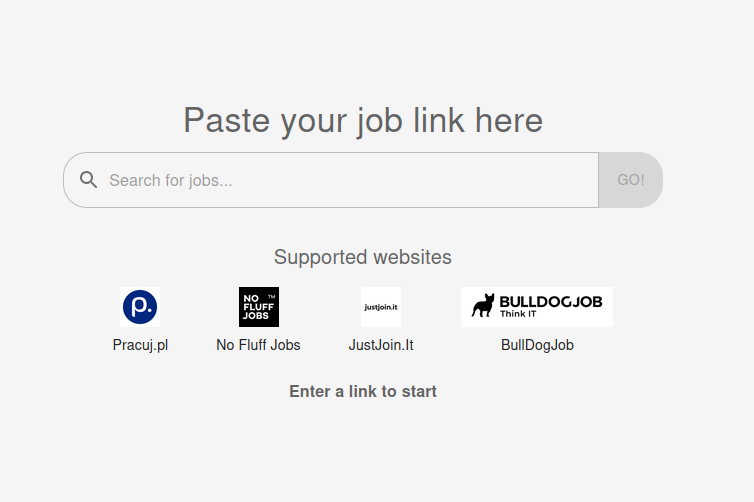 Paste your job link here
Search for jobs...
GO!
Supported websites
p.
NO
FLUFF
JOBS
TM
justjoin.it
BULLDOGJOB
Think IT
Pracuj.pl
No Fluff Jobs
JustJoin.It
BullDogJob
Enter a link to start